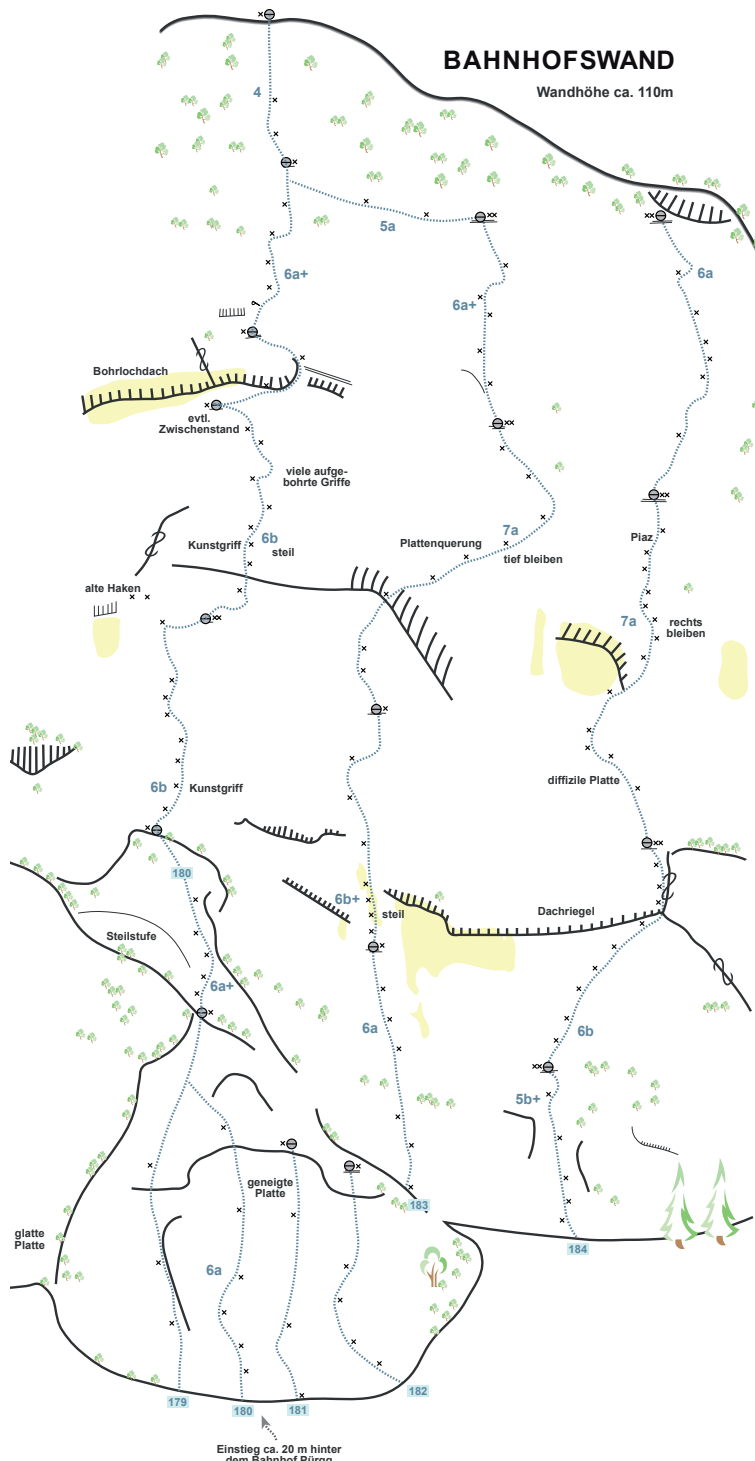 BAHNHOFSWAND
Wandhöhe ca. 110m
4
5a
6a+
6a+
6a
Bohrlochdach
evtl.
Zwischenstand
viele aufge-
bohrte Griffe
Kunstgriff
6b
steil
Plattenquerung
7a
tief bleiben
Piaz
alte Haken
7a
rechts
bleiben
6b
Kunstgriff
diffizile Platte
180
6b+
steil
Dachriegel
Steilstufe
6a+
6a
6b
5b+
geneigte
Platte
183
glatte
Platte
184
6a
179
180
181
182
Einstieg ca. 20 m hinter
dem Bahnhof Pürgg